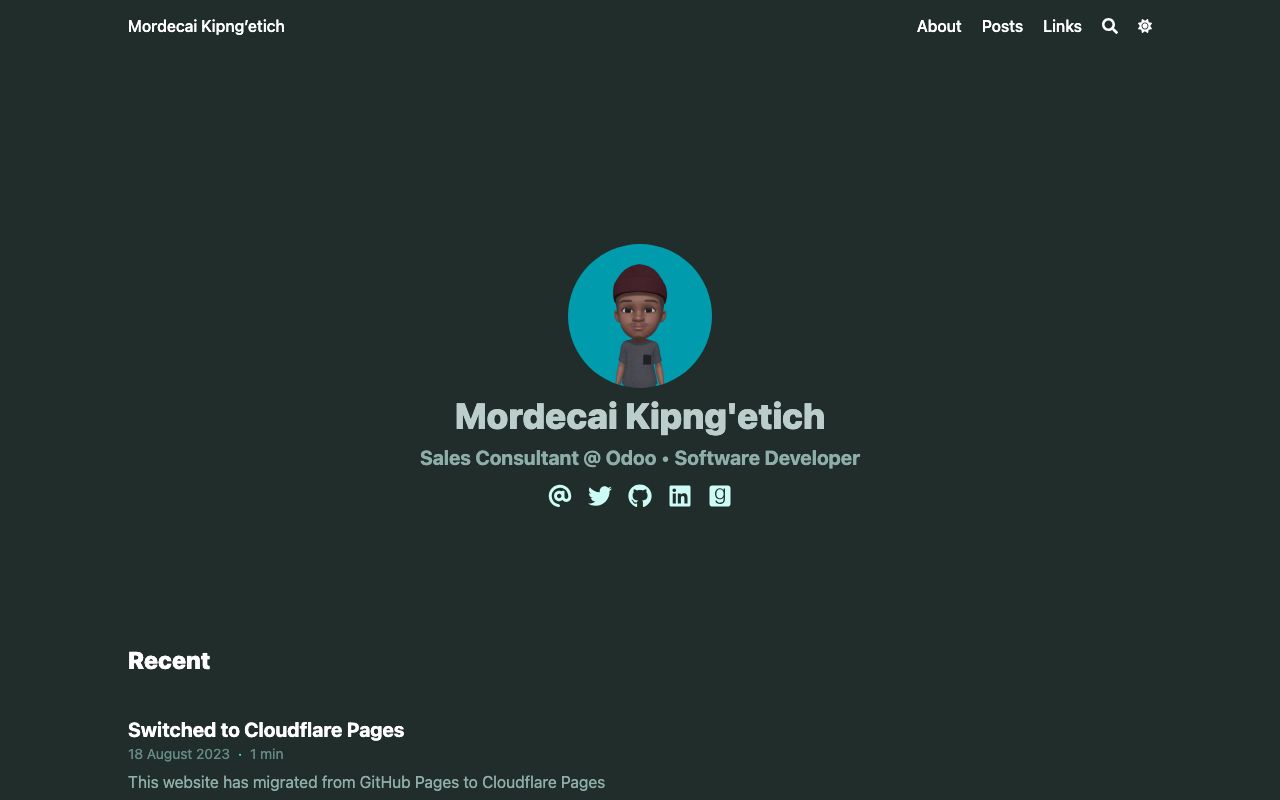 Mordecai Kipng’etich
About Posts Links
Mordecai Kipng'etich
Sales Consultant @ Odoo • Software Developer
Recent
Switched to Cloudflare Pages
18 August 2023 · 1 min
This website has migrated from GitHub Pages to Cloudflare Pages